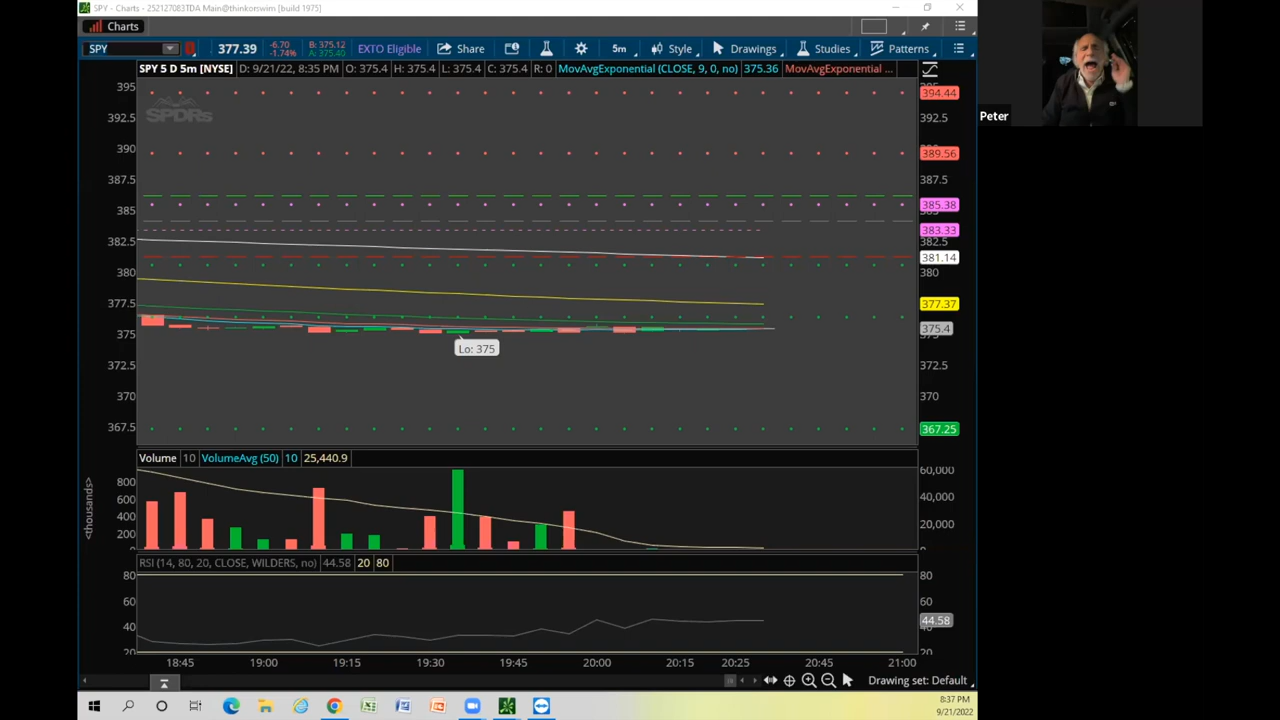 SPY - Charts - 252127083TDA Main@thinkorswim [build 1975]
Charts
SPY 377.39 -6.70 -1.74% B: 375.12 A: 375.40 EXTO Eligible Share 5m Style Drawings Studies Patterns
SPY 5 D 5m [NYSE] D: 9/21/22, 8:35 PM O: 375.4 H: 375.4 L: 375.4 C: 375.4 R: 0 MovAvgExponential (CLOSE, 9, 0, no) 375.36 MovAvgExponential ...
Peter
SPDRs
395
394.44
392.5 392.5
390 390
389.56
387.5 387.5
385
385.38
383.33
382.5 382.5
381.14
380 380
377.5
377.37
375
375.4
Lo: 375
372.5 372.5
370 370
367.5
367.25
Volume 10 VolumeAvg (50) 10 25,440.9
<thousands>
800 60,000
600 40,000
400
200 20,000
0
RSI (14, 80, 20, CLOSE, WILDERS, no) 44.58 20 80
80 80
60 60
40
44.58
20 20
18:45 19:00 19:15 19:30 19:45 20:00 20:15 20:25 20:45 21:00
Drawing set: Default
8:37 PM
9/21/2022